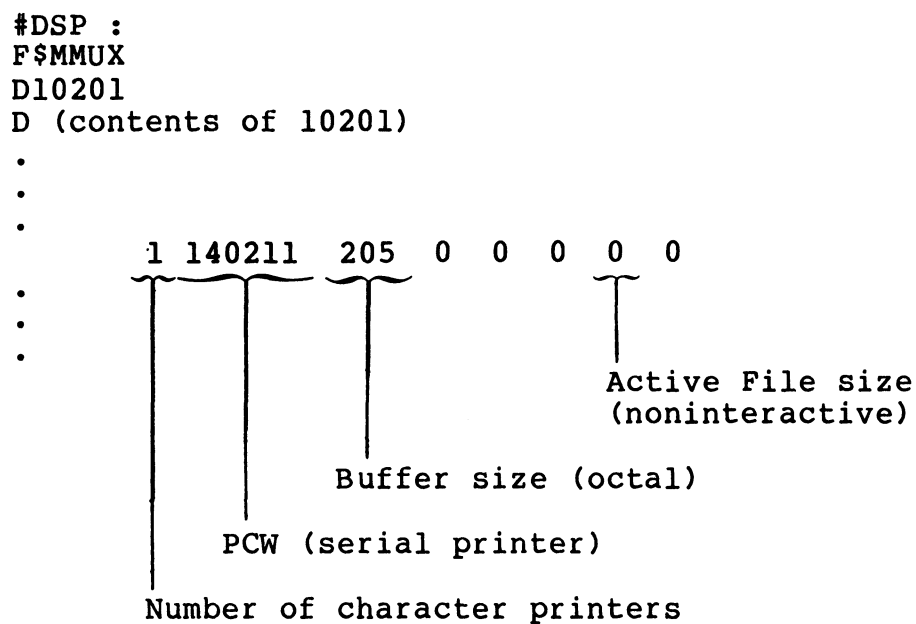 #DSP :
F$MMUX
D10201
D (contents of 10201)
.
.
.
1 140211 205 0 0 0 0 0
.
.
.
Active File size
(noninteractive)
Buffer size (octal)
PCW (serial printer)
Number of character printers